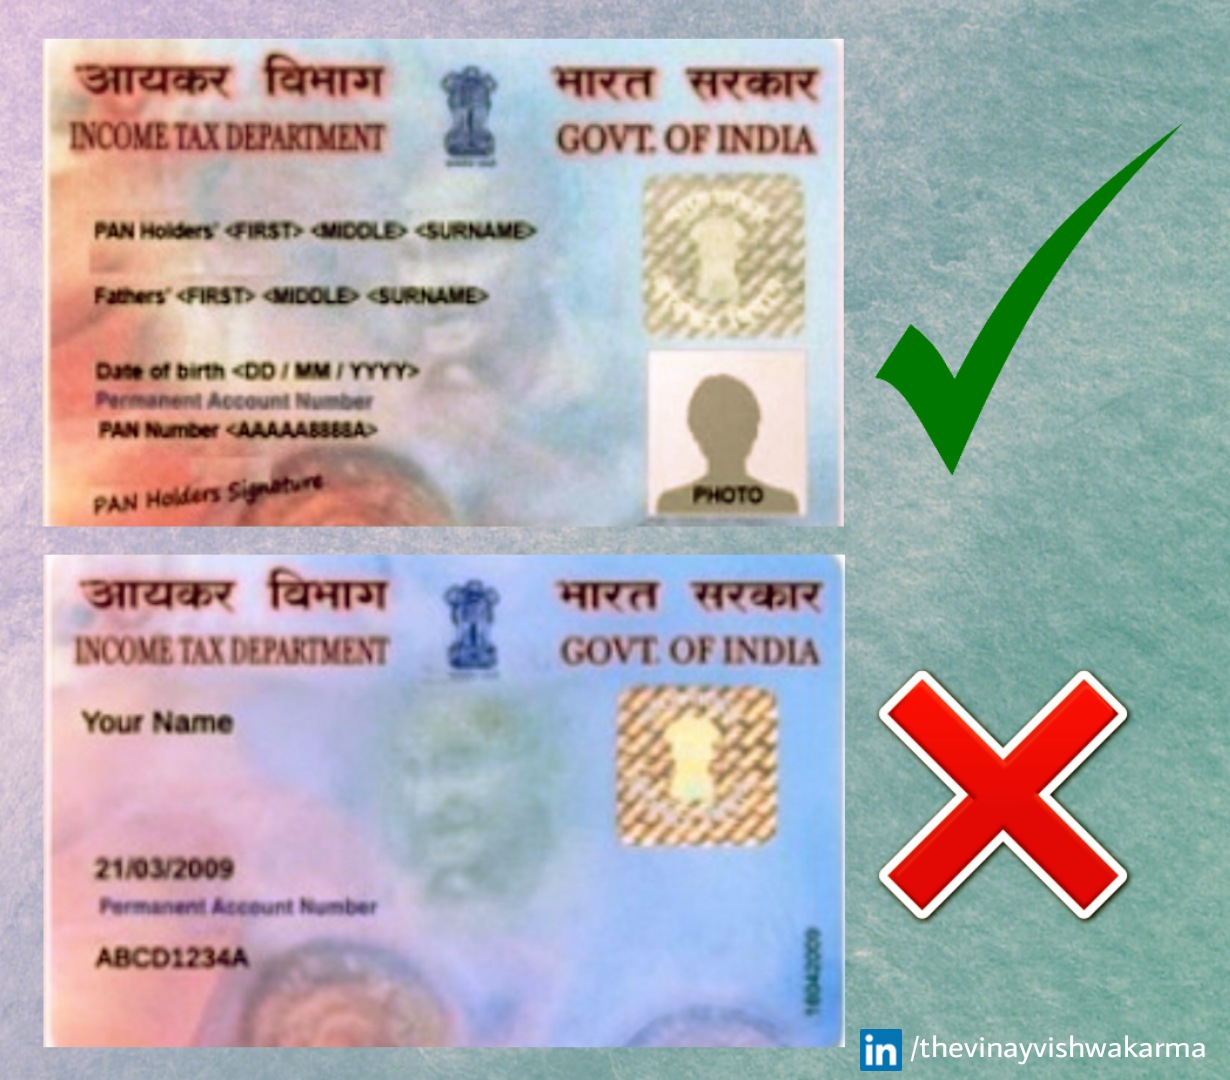 आयकर विभाग भारत सरकार
INCOME TAX DEPARTMENT GOVT. OF INDIA
PAN Holders' <FIRST> <MIDDLE> <SURNAME>
Fathers' <FIRST> <MIDDLE> <SURNAME>
Date of birth <DD / MM / YYYY>
Permanent Account Number
PAN Number <AAAAA8888A>
PAN Holders Signature
PHOTO
आयकर विभाग भारत सरकार
INCOME TAX DEPARTMENT GOVT. OF INDIA
Your Name
21/03/2009
Permanent Account Number
ABCD1234A
in /thevinayvishwakarma